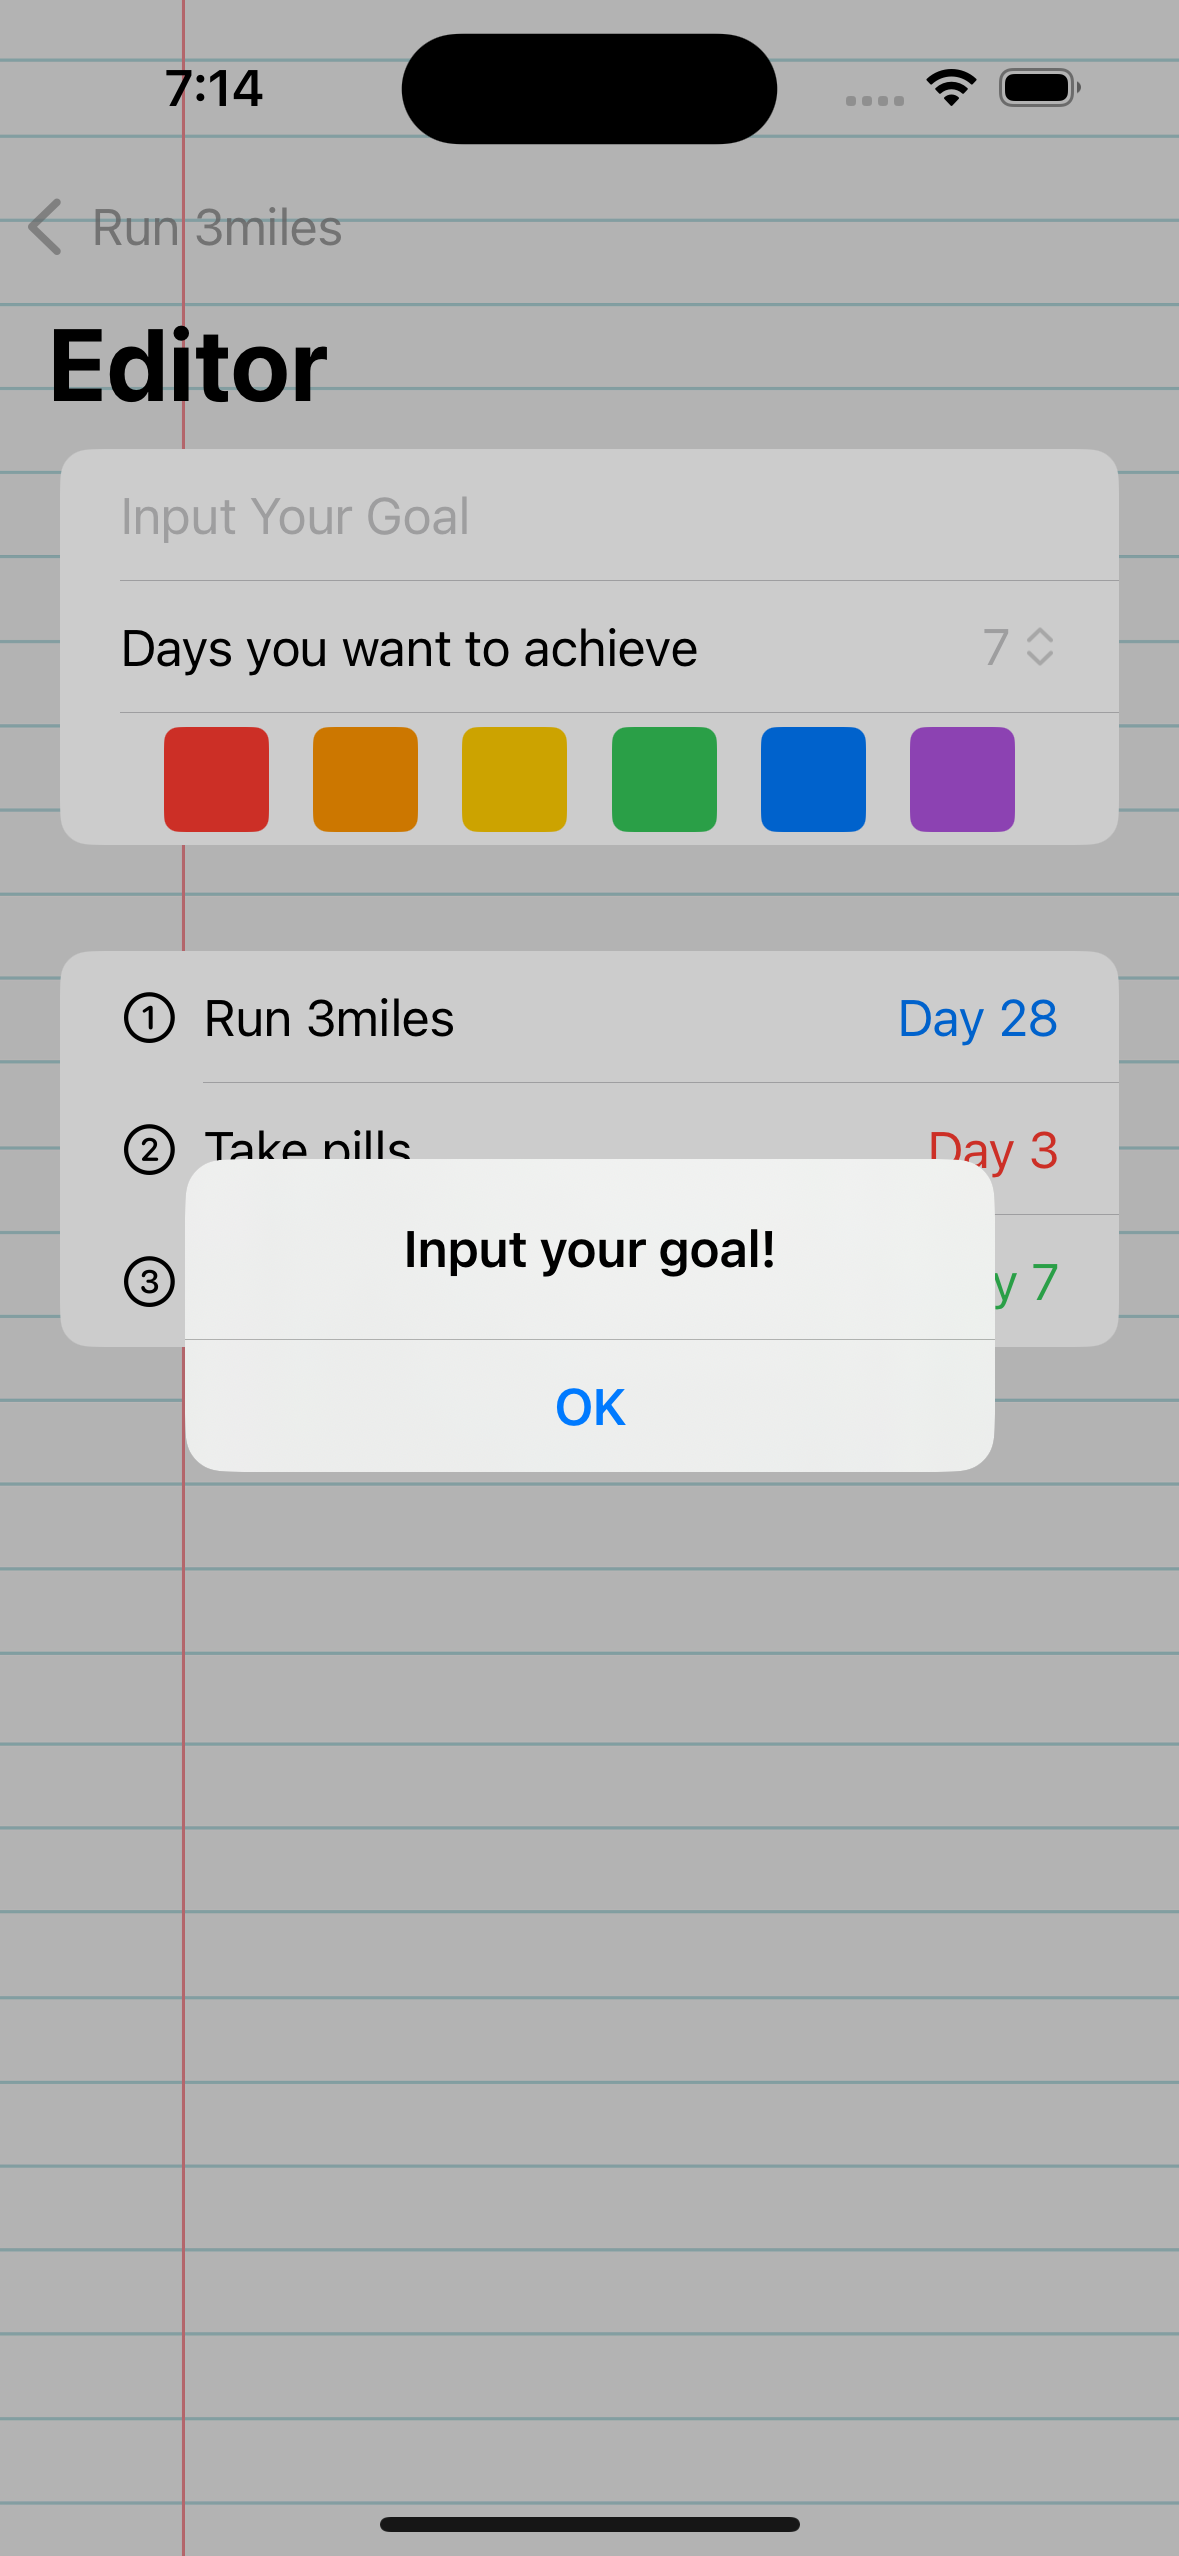 7:14
Run 3miles
Editor
Input Your Goal
Days you want to achieve 7
1 Run 3miles Day 28
2 Take pills Day 3
3 y 7
Input your goal!
OK